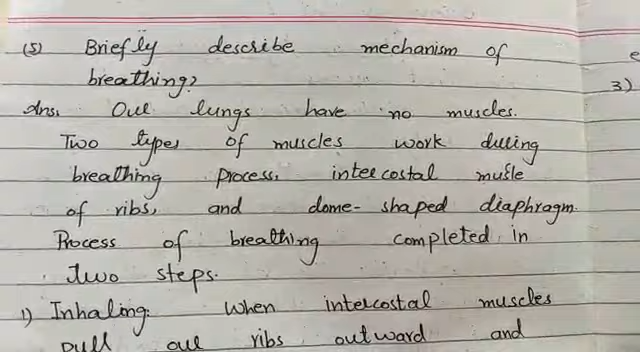 (5) Briefly describe mechanism of
breathing?
Ans. Our lungs have no muscles.
Two types of muscles work during
breathing process, intercostal musle
of ribs, and dome-shaped diaphragm.
Process of breathing completed in
two steps.
1) Inhaling: When intercostal muscles
pull our ribs outward and
e
3)